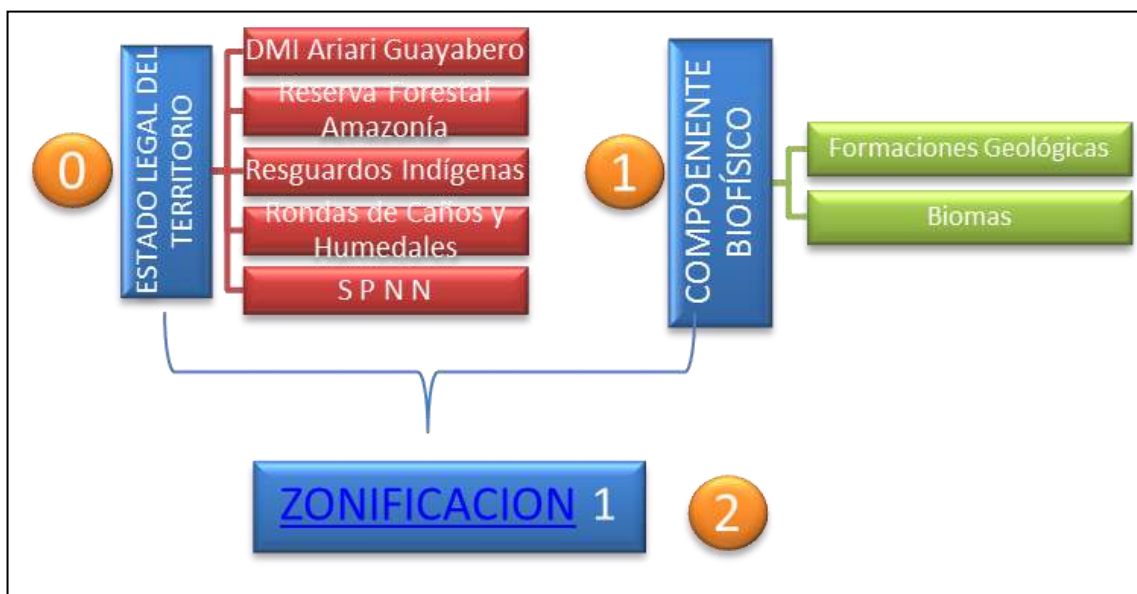 0
ESTADO LEGAL DEL
TERRITORIO
DMI Ariari Guayabero
Reserva Forestal
Amazonía
Resguardos Indígenas
Rondas de Caños y
Humedales
S P N N
1
COMPOENENTE
BIOFÍSICO
Formaciones Geológicas
Biomas
ZONIFICACION 1
2